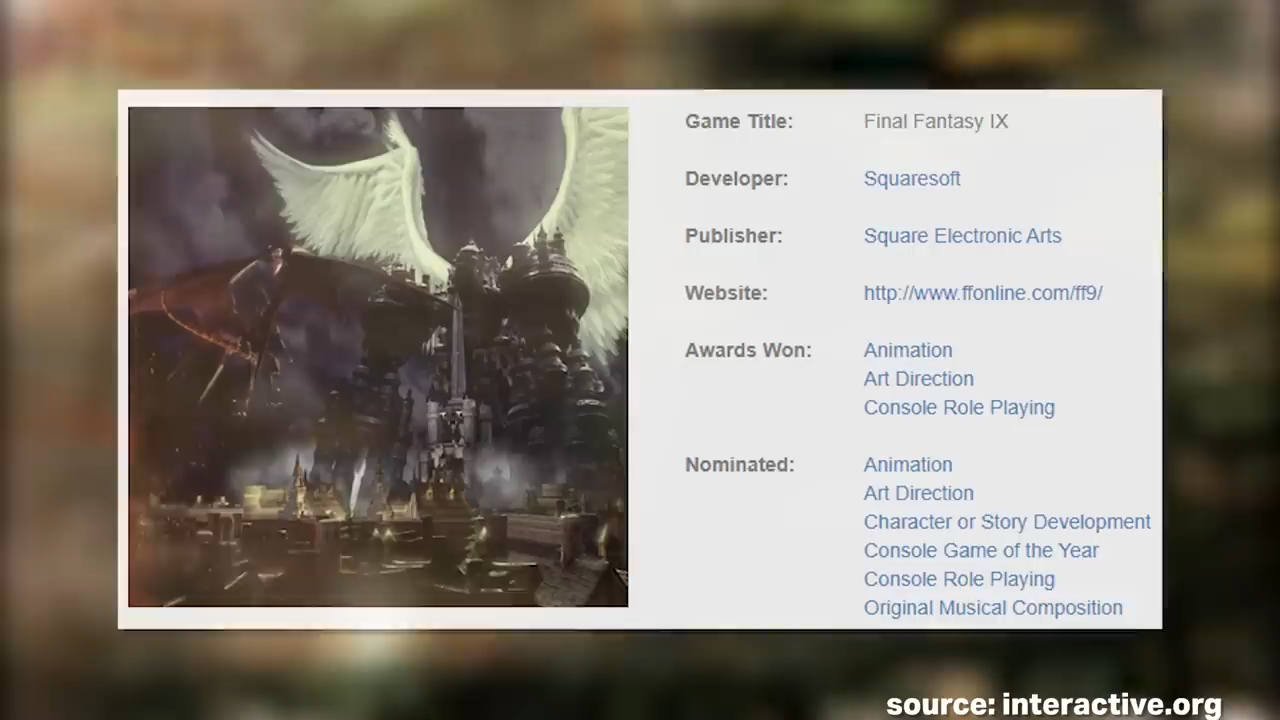 Game Title: Final Fantasy IX
Developer: Squaresoft
Publisher: Square Electronic Arts
Website: http://www.ffonline.com/ff9/
Awards Won: Animation
Art Direction
Console Role Playing
Nominated: Animation
Art Direction
Character or Story Development
Console Game of the Year
Console Role Playing
Original Musical Composition
source: interactive.org